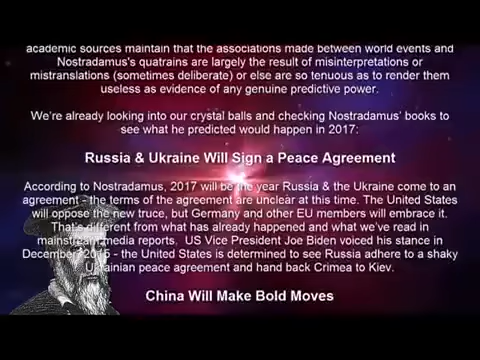 academic sources maintain that the associations made between world events and
Nostradamus's quatrains are largely the result of misinterpretations or
mistranslations (sometimes deliberate) or else are so tenuous as to render them
useless as evidence of any genuine predictive power.
We're already looking into our crystal balls and checking Nostradamus' books to
see what he predicted would happen in 2017:
Russia & Ukraine Will Sign a Peace Agreement
According to Nostradamus, 2017 will be the year Russia & the Ukraine come to an
agreement - the terms of the agreement are unclear at this time. The United States
will oppose the new truce, but Germany and other EU members will embrace it.
That's different from what has already happened and what we've read in
mainstream media reports. US Vice President Joe Biden voiced his stance in
December 2015 - the United States is determined to see Russia adhere to a shaky
Ukrainian peace agreement and hand back Crimea to Kiev.
China Will Make Bold Moves